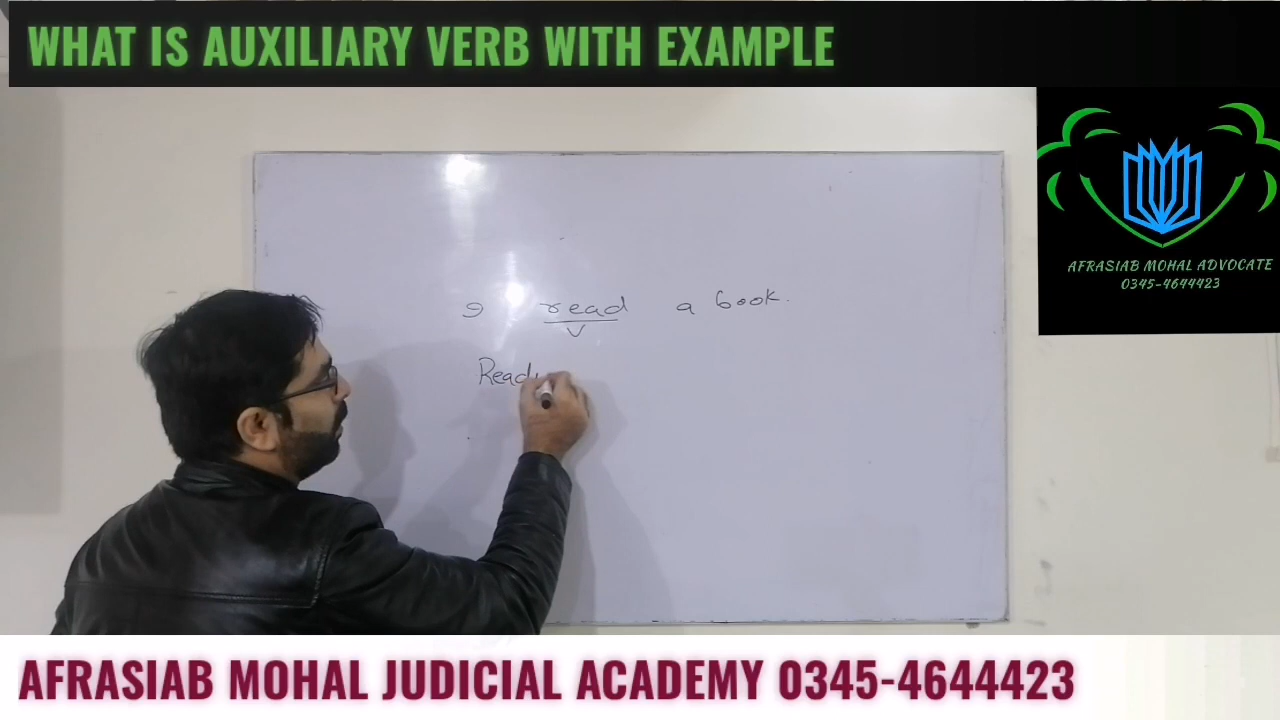 WHAT IS AUXILIARY VERB WITH EXAMPLE
AFRASIAB MOHAL ADVOCATE
0345-4644423
I read a book.
V
Read
AFRASIAB MOHAL JUDICIAL ACADEMY 0345-4644423